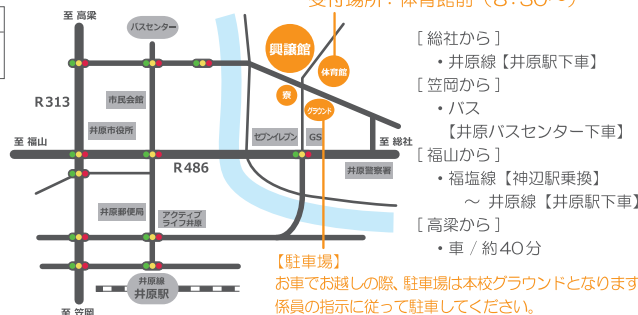 受付場所：体育館前（8：30～）
至 高梁
バスセンター
興譲館
体育館
寮
グラウンド
市民会館
R313
井原市役所
セブンイレブン
GS
至 福山
至 総社
R486
井原警察署
井原郵便局
アクティブ
ライフ井原
井原線
井原駅
至 笠岡
［総社から］
・井原線【井原駅下車】
［笠岡から］
・バス
【井原バスセンター下車】
［福山から］
・福塩線【神辺駅乗換】
～ 井原線【井原駅下車】
［高梁から］
・車 / 約40分
【駐車場】
お車でお越しの際、駐車場は本校グラウンドとなります
係員の指示に従って駐車してください。